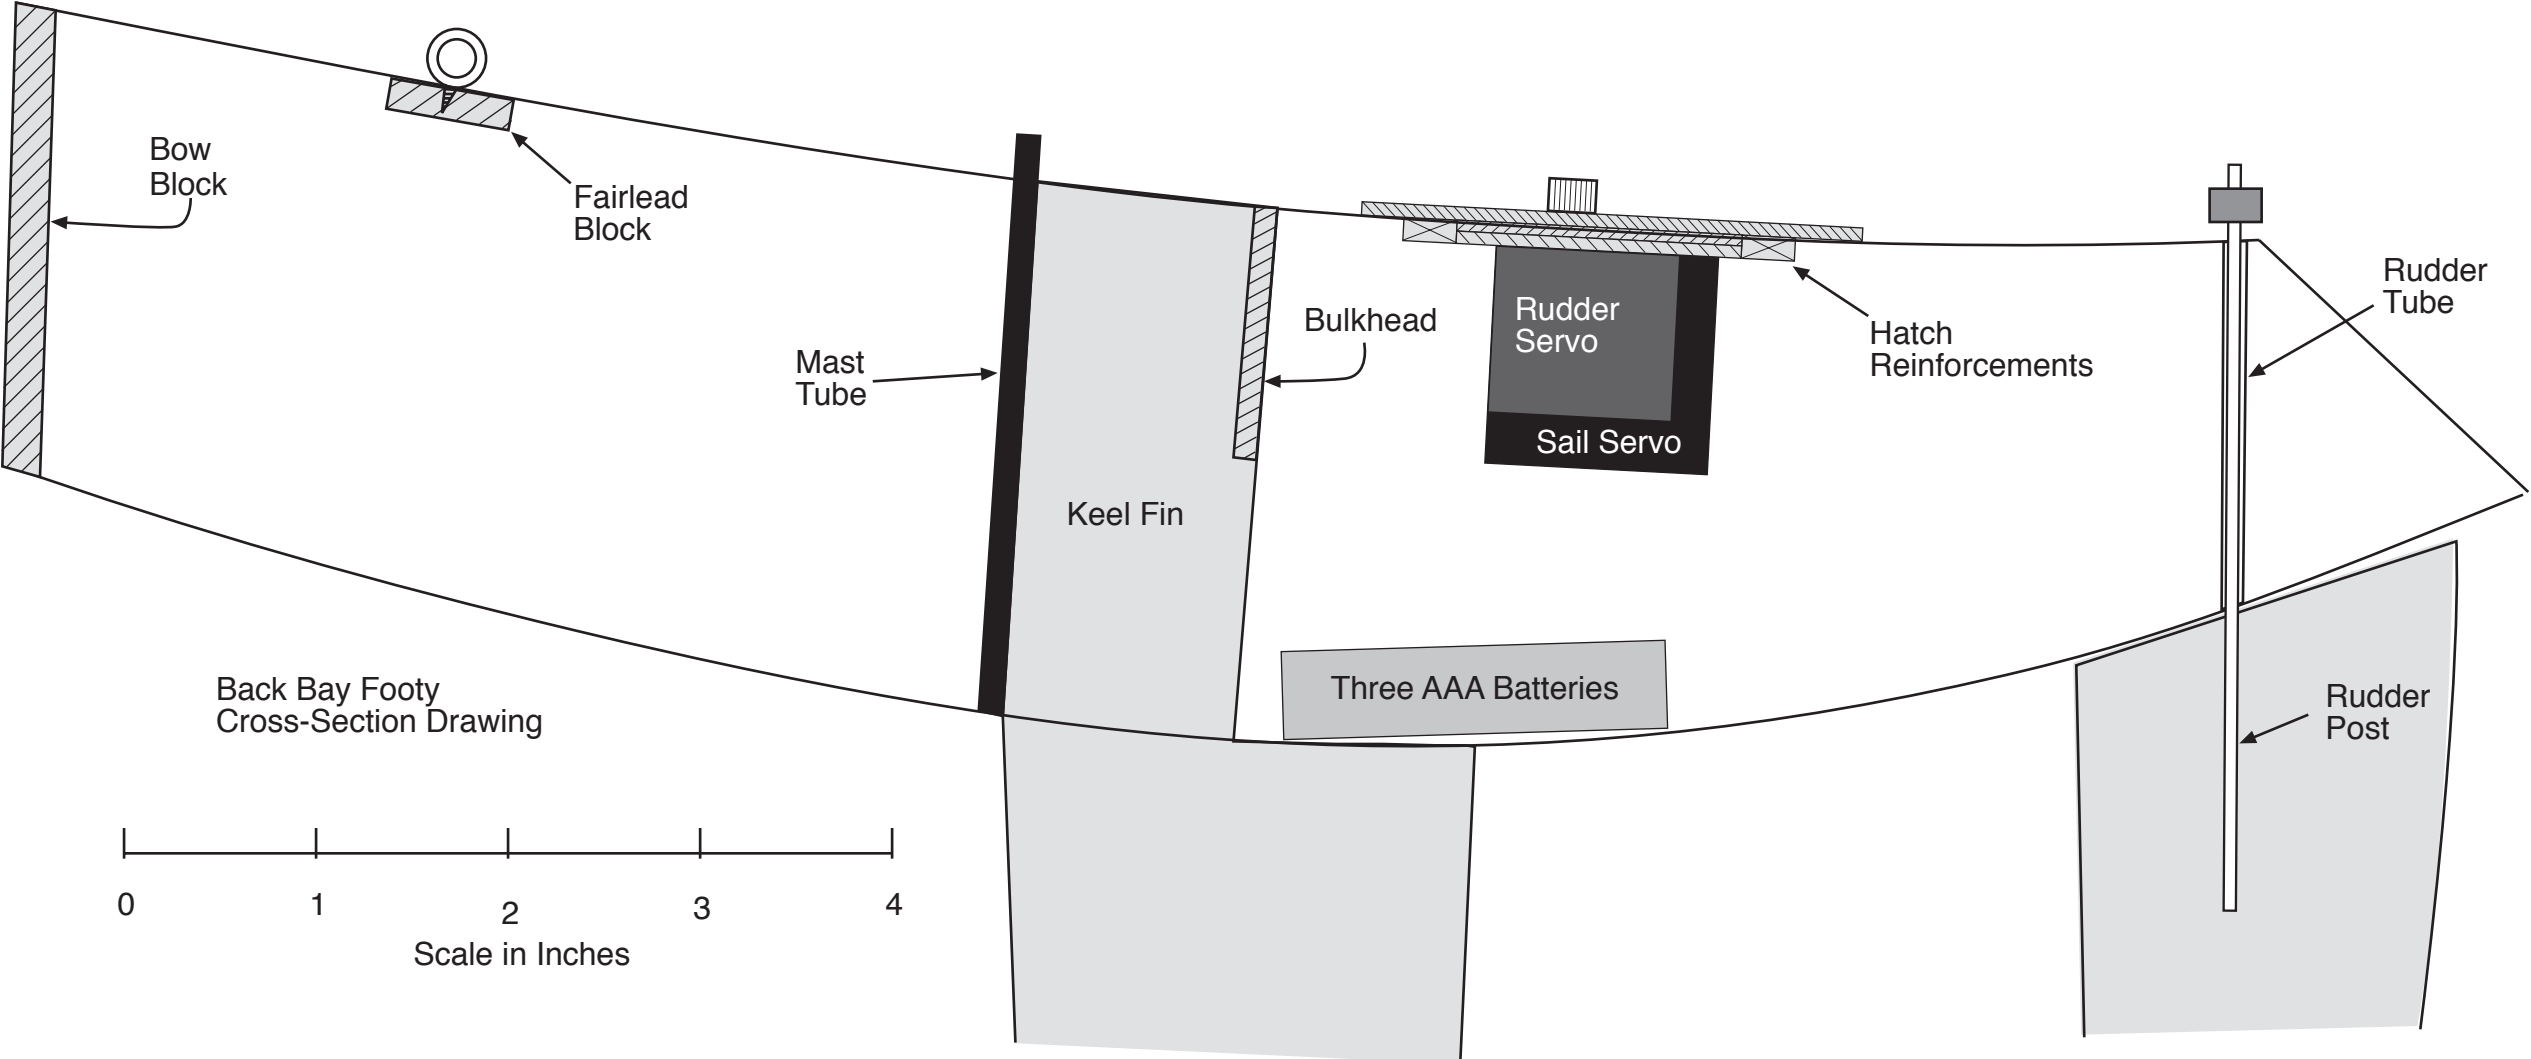 Bow
Block
Fairlead
Block
Mast
Tube
Keel Fin
Bulkhead
Rudder
Servo
Sail Servo
Hatch
Reinforcements
Rudder
Tube
Three AAA Batteries
Rudder
Post
Back Bay Footy
Cross-Section Drawing
0 1 2 3 4
Scale in Inches